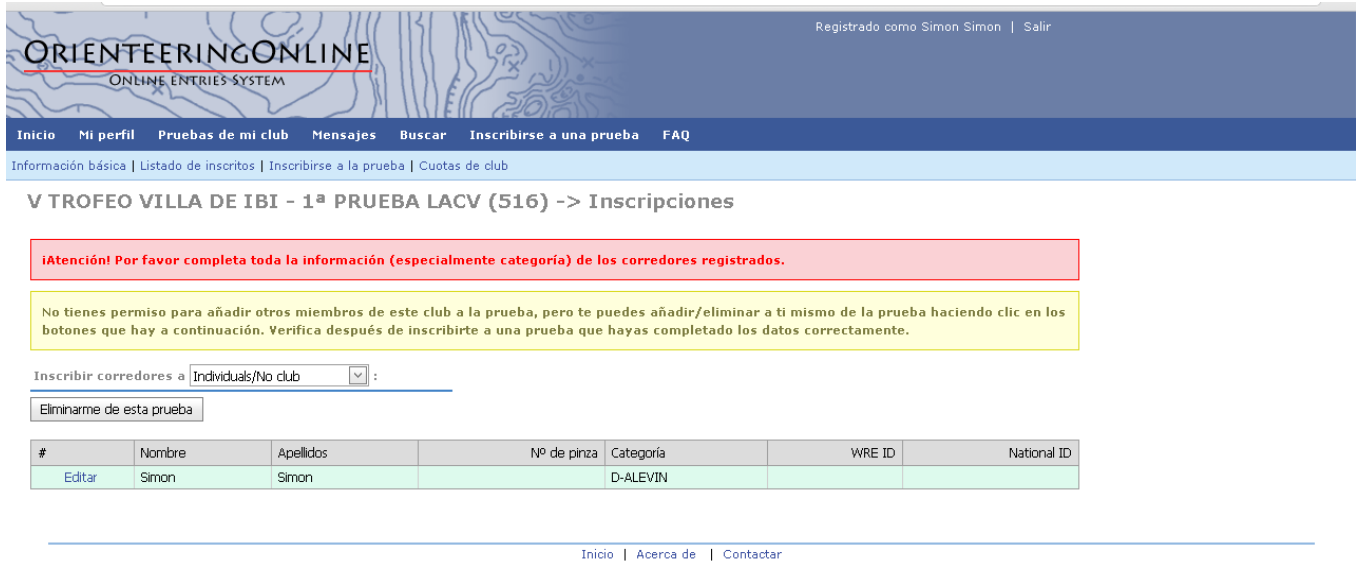 Registrado como Simon Simon | Salir
ORIENTEERINGONLINE
ONLINE ENTRIES SYSTEM
Inicio Mi perfil Pruebas de mi club Mensajes Buscar Inscribirse a una prueba FAQ
Información básica | Listado de inscritos | Inscribirse a la prueba | Cuotas de club
V TROFEO VILLA DE IBI - 1ª PRUEBA LACV (516) -> Inscripciones
¡Atención! Por favor completa toda la información (especialmente categoría) de los corredores registrados.
No tienes permiso para añadir otros miembros de este club a la prueba, pero te puedes añadir/eliminar a ti mismo de la prueba haciendo clic en los
botones que hay a continuación. Verifica después de inscribirte a una prueba que hayas completado los datos correctamente.
Inscribir corredores a Individuals/No club :
Eliminarme de esta prueba
# Nombre Apellidos Nº de pinza Categoría WRE ID National ID
Editar Simon Simon D-ALEVIN
Inicio | Acerca de | Contactar